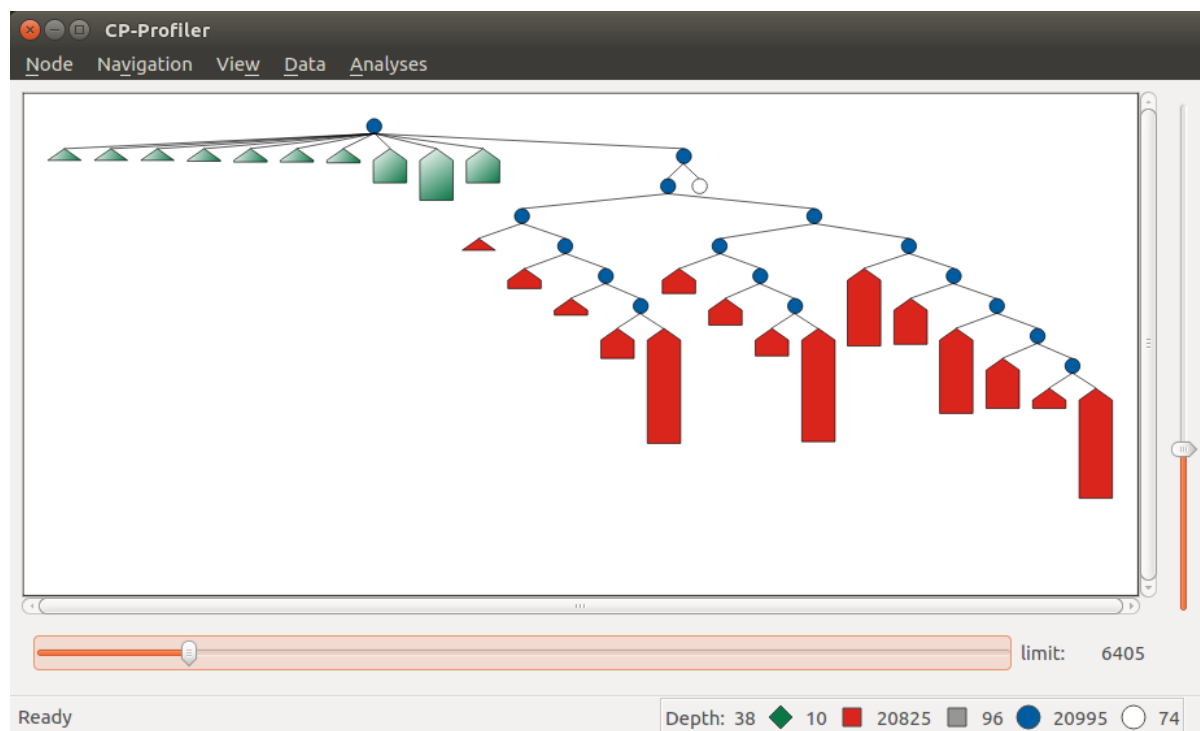 CP-Profiler
Node Navigation View Data Analyses
limit: 6405
Ready Depth: 38 10 20825 96 20995 74